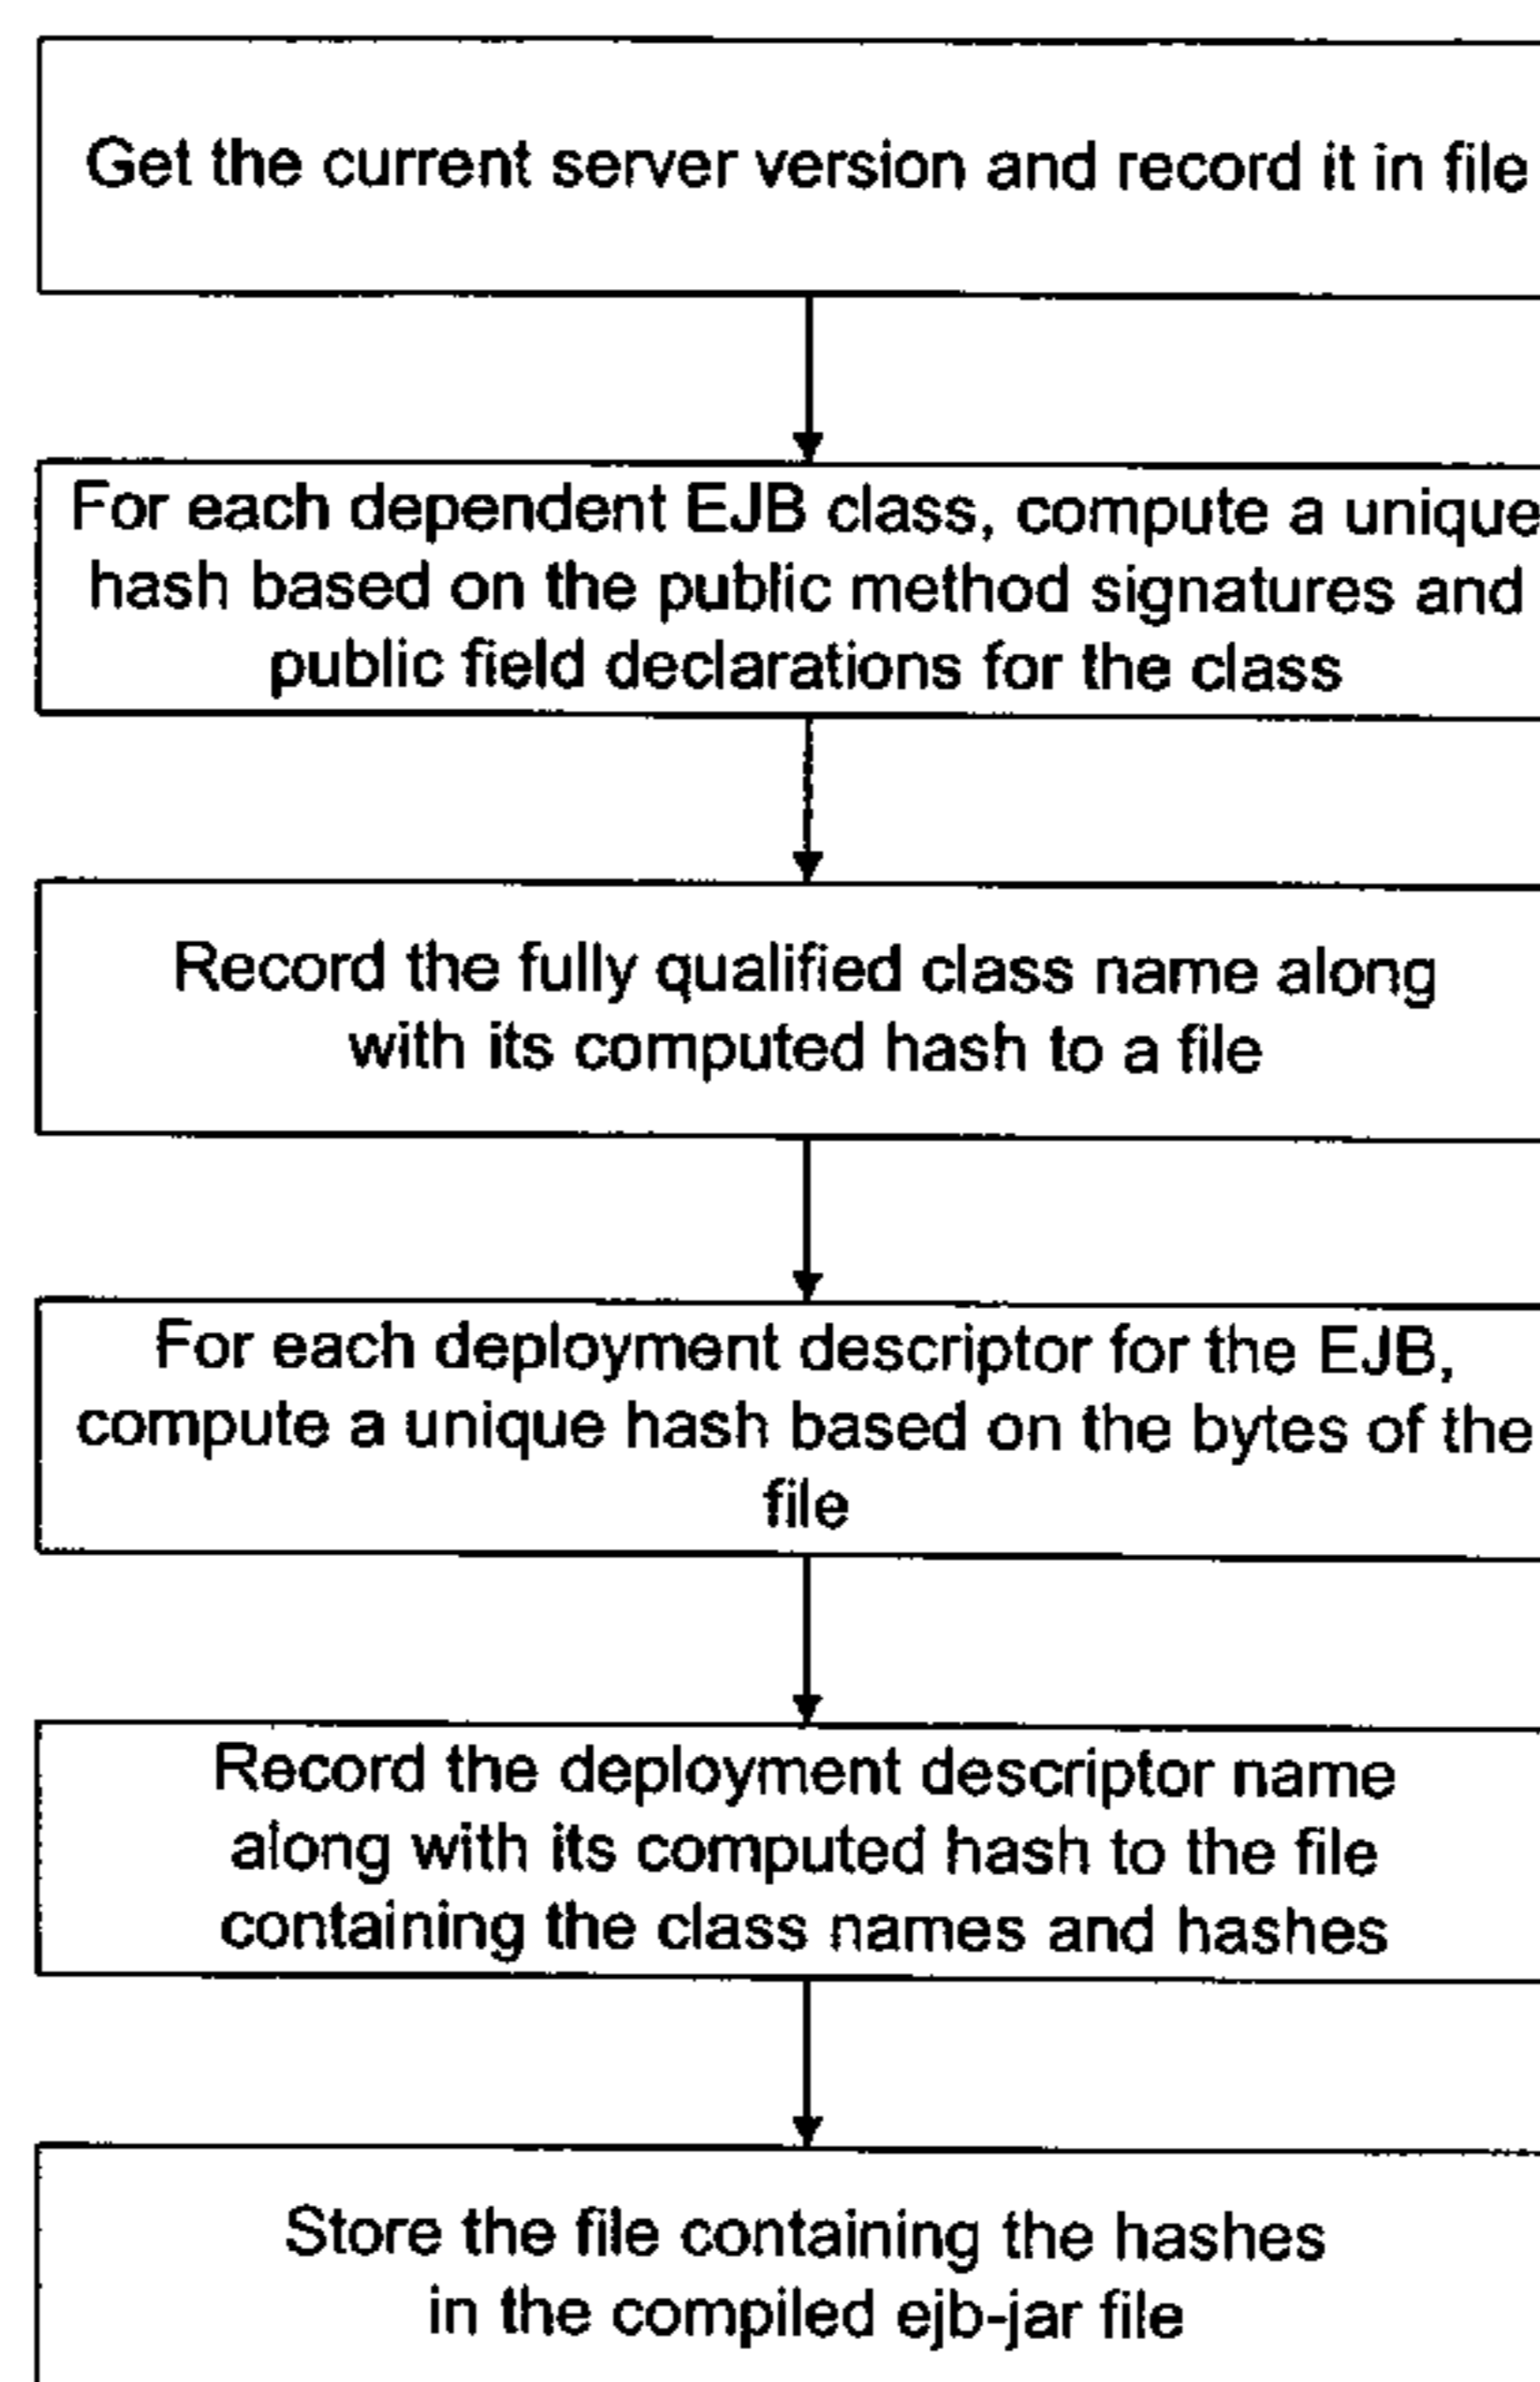 Get the current server version and record it in file
For each dependent EJB class, compute a unique
hash based on the public method signatures and
public field declarations for the class
Record the fully qualified class name along
with its computed hash to a file
For each deployment descriptor for the EJB,
compute a unique hash based on the bytes of the
file
Record the deployment descriptor name
along with its computed hash to the file
containing the class names and hashes
Store the file containing the hashes
in the compiled ejb-jar file